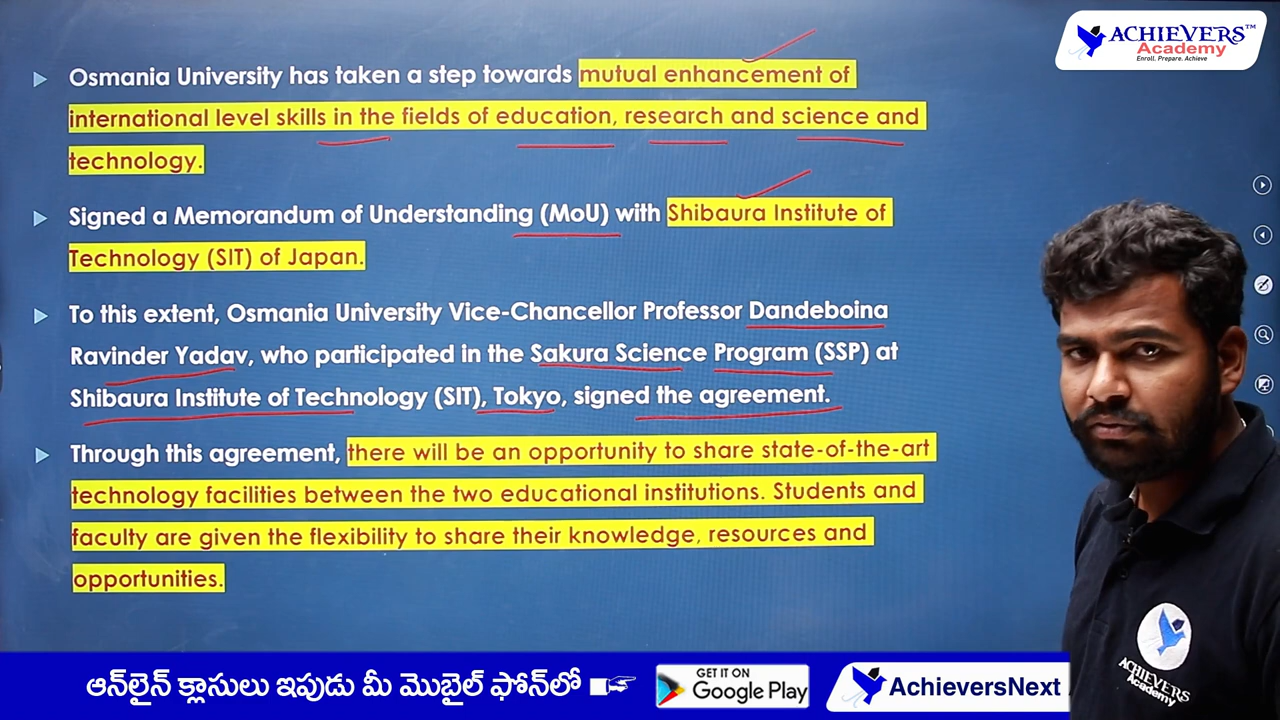 ACHIEVERS™
Academy
Enroll. Prepare. Achieve
Osmania University has taken a step towards mutual enhancement of
international level skills in the fields of education, research and science and
technology.
Signed a Memorandum of Understanding (MoU) with Shibaura Institute of
Technology (SIT) of Japan.
To this extent, Osmania University Vice-Chancellor Professor Dandeboina
Ravinder Yadav, who participated in the Sakura Science Program (SSP) at
Shibaura Institute of Technology (SIT), Tokyo, signed the agreement.
Through this agreement, there will be an opportunity to share state-of-the-art
technology facilities between the two educational institutions. Students and
faculty are given the flexibility to share their knowledge, resources and
opportunities.
ACHIEVERS
Academy
ఆన్‌లైన్ క్లాసులు ఇపుడు మీ మొబైల్ ఫోన్‌లో
GET IT ON
Google Play
AchieversNext